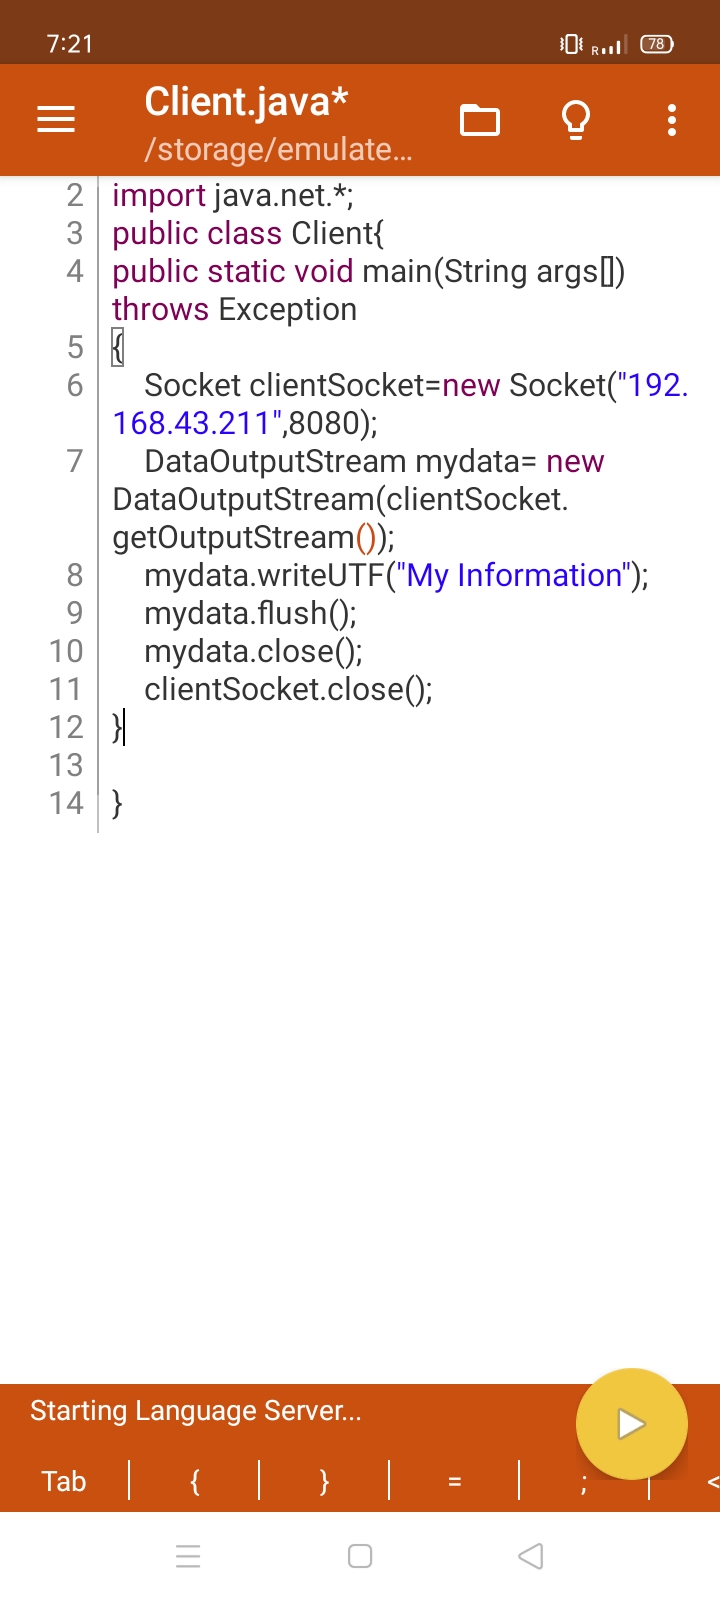 7:21
R
78
Client.java*
/storage/emulate...
2 import java.net.*;
3 public class Client{
4 public static void main(String args[])
throws Exception
5 {
6 Socket clientSocket=new Socket("192.
168.43.211",8080);
7 DataOutputStream mydata= new
DataOutputStream(clientSocket.
getOutputStream());
8 mydata.writeUTF("My Information");
9 mydata.flush();
10 mydata.close();
11 clientSocket.close();
12 }
13
14 }
Starting Language Server...
Tab { } = ; <